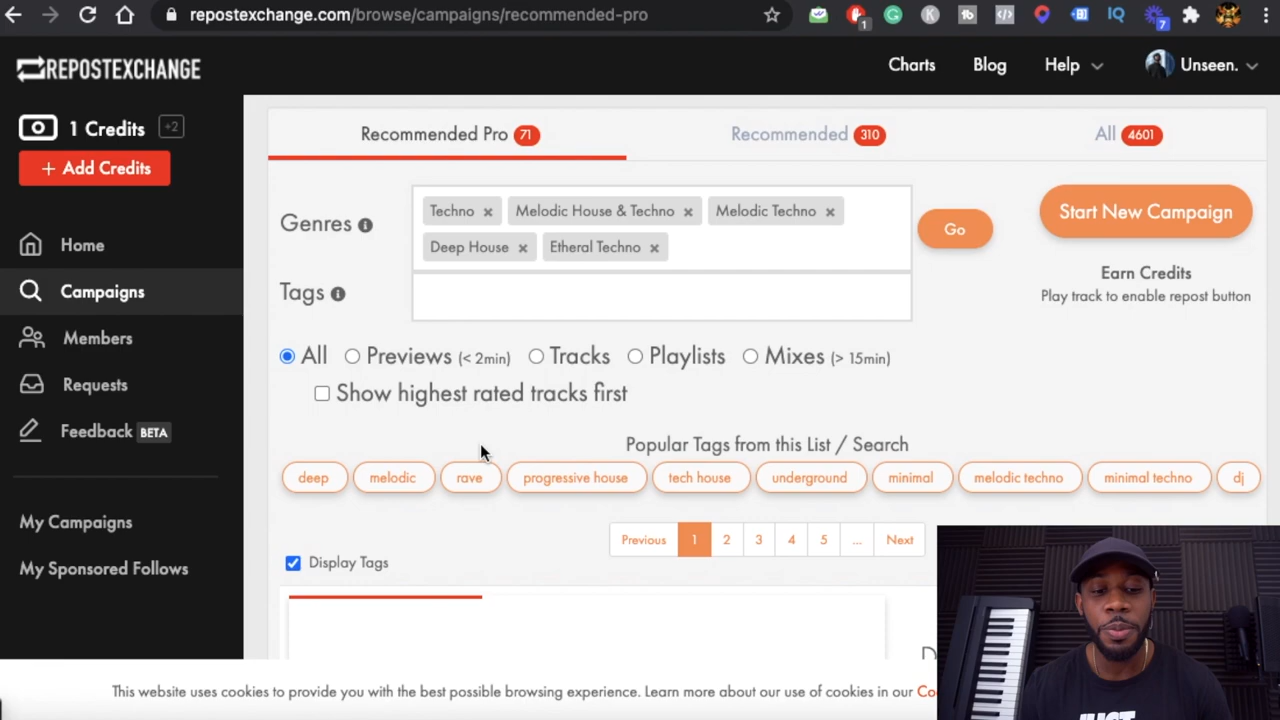 repostexchange.com/browse/campaigns/recommended-pro
1
7
REPOSTEXCHANGE
Charts
Blog
Help
Unseen.
1 Credits +2
+ Add Credits
Home
Campaigns
Members
Requests
Feedback BETA
My Campaigns
My Sponsored Follows
Recommended Pro 71
Recommended 310
All 4601
Genres
Techno × Melodic House & Techno × Melodic Techno ×
Deep House × Etheral Techno ×
Go
Start New Campaign
Tags
Earn Credits
Play track to enable repost button
All Previews (< 2min) Tracks Playlists Mixes (> 15min)
Show highest rated tracks first
Popular Tags from this List / Search
deep melodic rave progressive house tech house underground minimal melodic techno minimal techno dj
Previous 1 2 3 4 5 ... Next
Display Tags
This website uses cookies to provide you with the best possible browsing experience. Learn more about our use of cookies in our Co